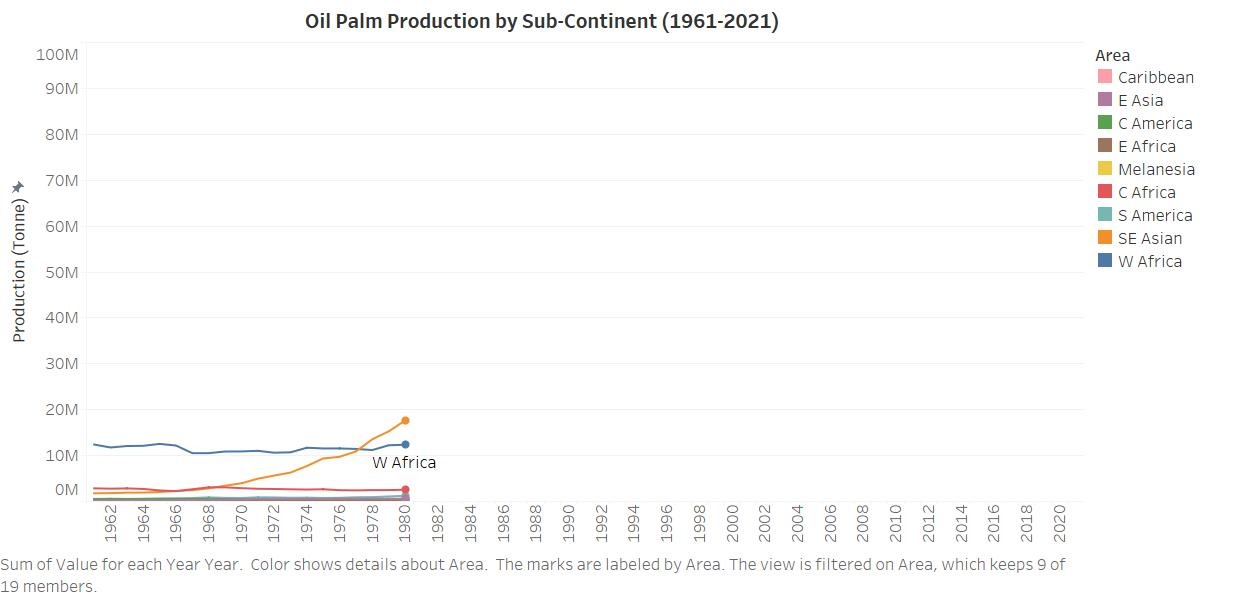 Oil Palm Production by Sub-Continent (1961-2021)
Production (Tonne)
100M
90M
80M
70M
60M
50M
40M
30M
20M
10M
0M
W Africa
1962
1964
1966
1968
1970
1972
1974
1976
1978
1980
1982
1984
1986
1988
1990
1992
1994
1996
1998
2000
2002
2004
2006
2008
2010
2012
2014
2016
2018
2020
Area
Caribbean
E Asia
C America
E Africa
Melanesia
C Africa
S America
SE Asian
W Africa
Sum of Value for each Year Year.  Color shows details about Area.  The marks are labeled by Area. The view is filtered on Area, which keeps 9 of
19 members.